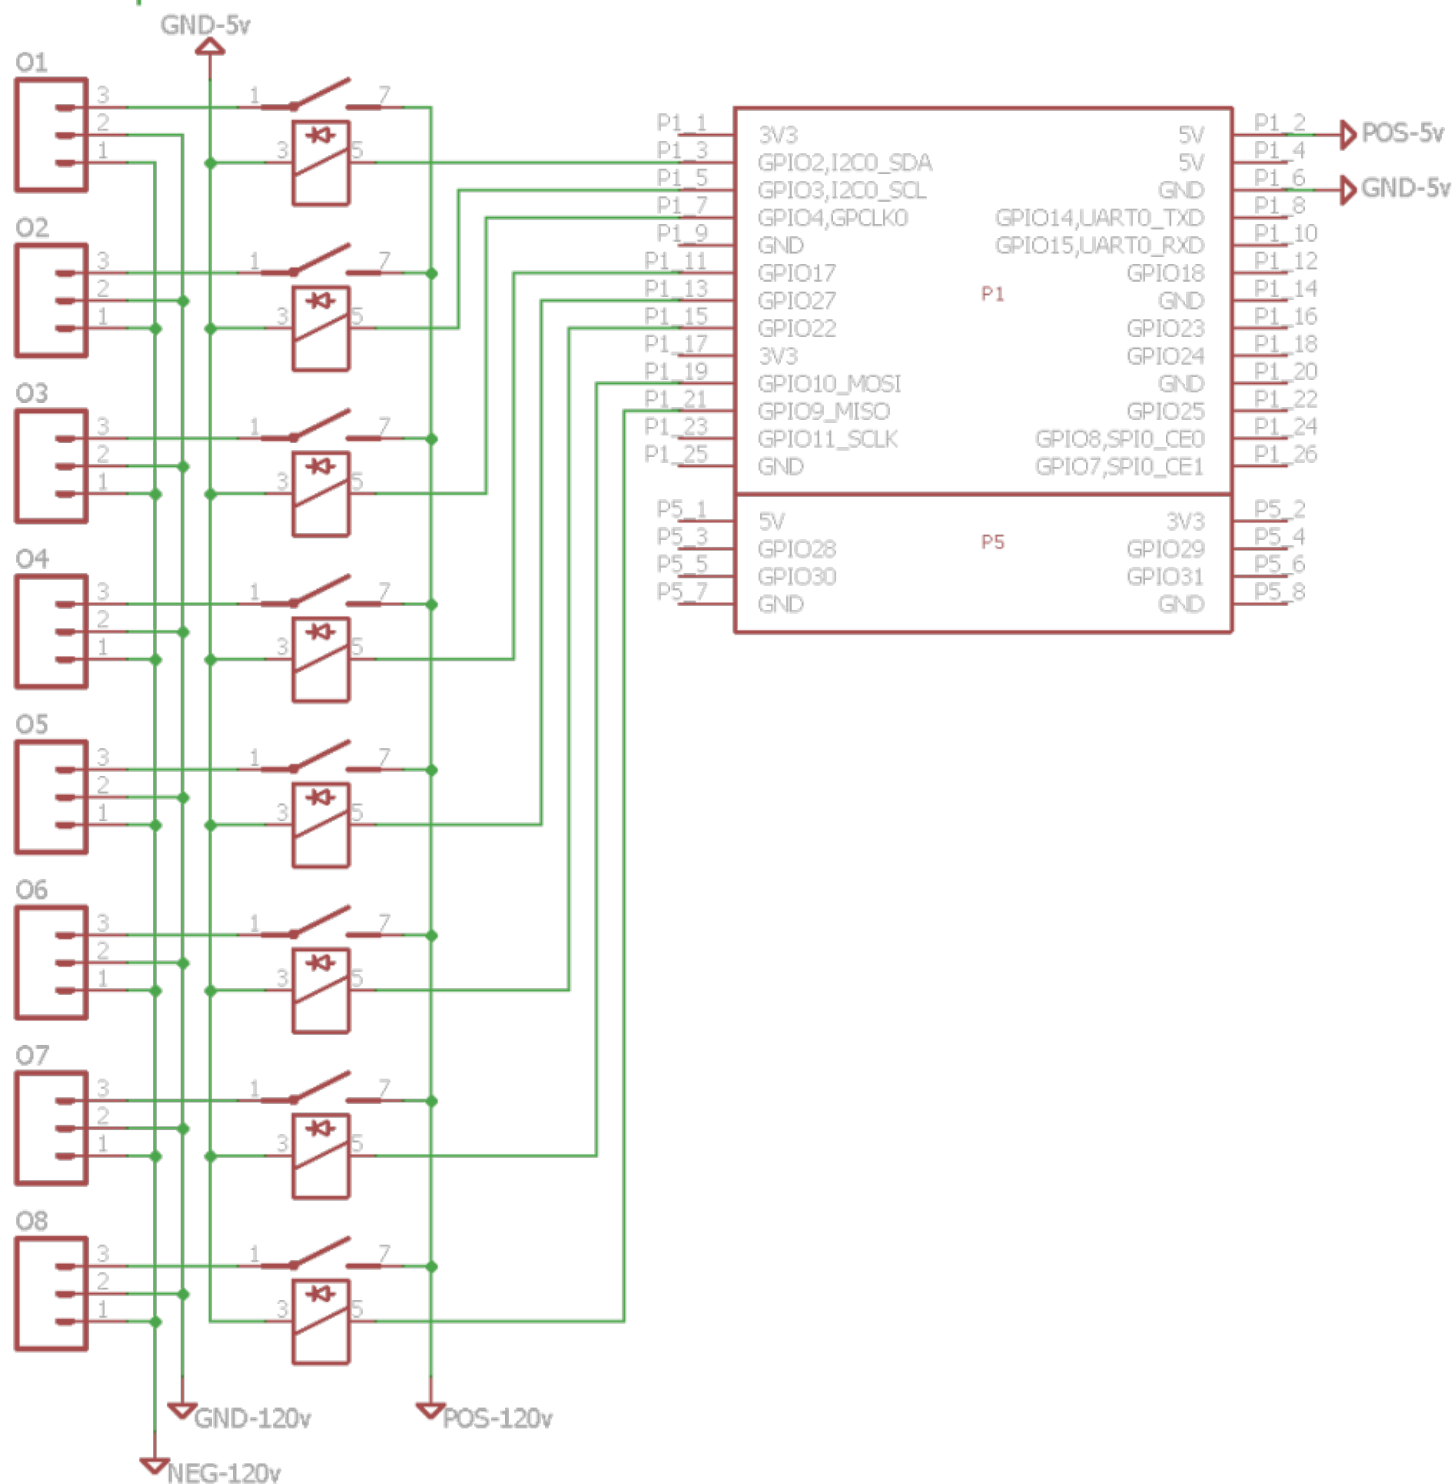 GND-5v
O1
3
2
1
1
7
3
5
O2
3
2
1
1
7
3
5
O3
3
2
1
1
7
3
5
O4
3
2
1
1
7
3
5
O5
3
2
1
1
7
3
5
O6
3
2
1
1
7
3
5
O7
3
2
1
1
7
3
5
O8
3
2
1
1
7
3
5
GND-120v
POS-120v
NEG-120v
P1_1 3V3 5V P1_2 POS-5v
P1_3 GPIO2,I2C0_SDA 5V P1_4
P1_5 GPIO3,I2C0_SCL GND P1_6 GND-5v
P1_7 GPIO4,GPCLK0 GPIO14,UART0_TXD P1_8
P1_9 GND GPIO15,UART0_RXD P1_10
P1_11 GPIO17 GPIO18 P1_12
P1
P1_13 GPIO27 GND P1_14
P1_15 GPIO22 GPIO23 P1_16
P1_17 3V3 GPIO24 P1_18
P1_19 GPIO10_MOSI GND P1_20
P1_21 GPIO9_MISO GPIO25 P1_22
P1_23 GPIO11_SCLK GPIO8,SPI0_CE0 P1_24
P1_25 GND GPIO7,SPI0_CE1 P1_26
P5_1 5V 3V3 P5_2
P5
P5_3 GPIO28 GPIO29 P5_4
P5_5 GPIO30 GPIO31 P5_6
P5_7 GND GND P5_8